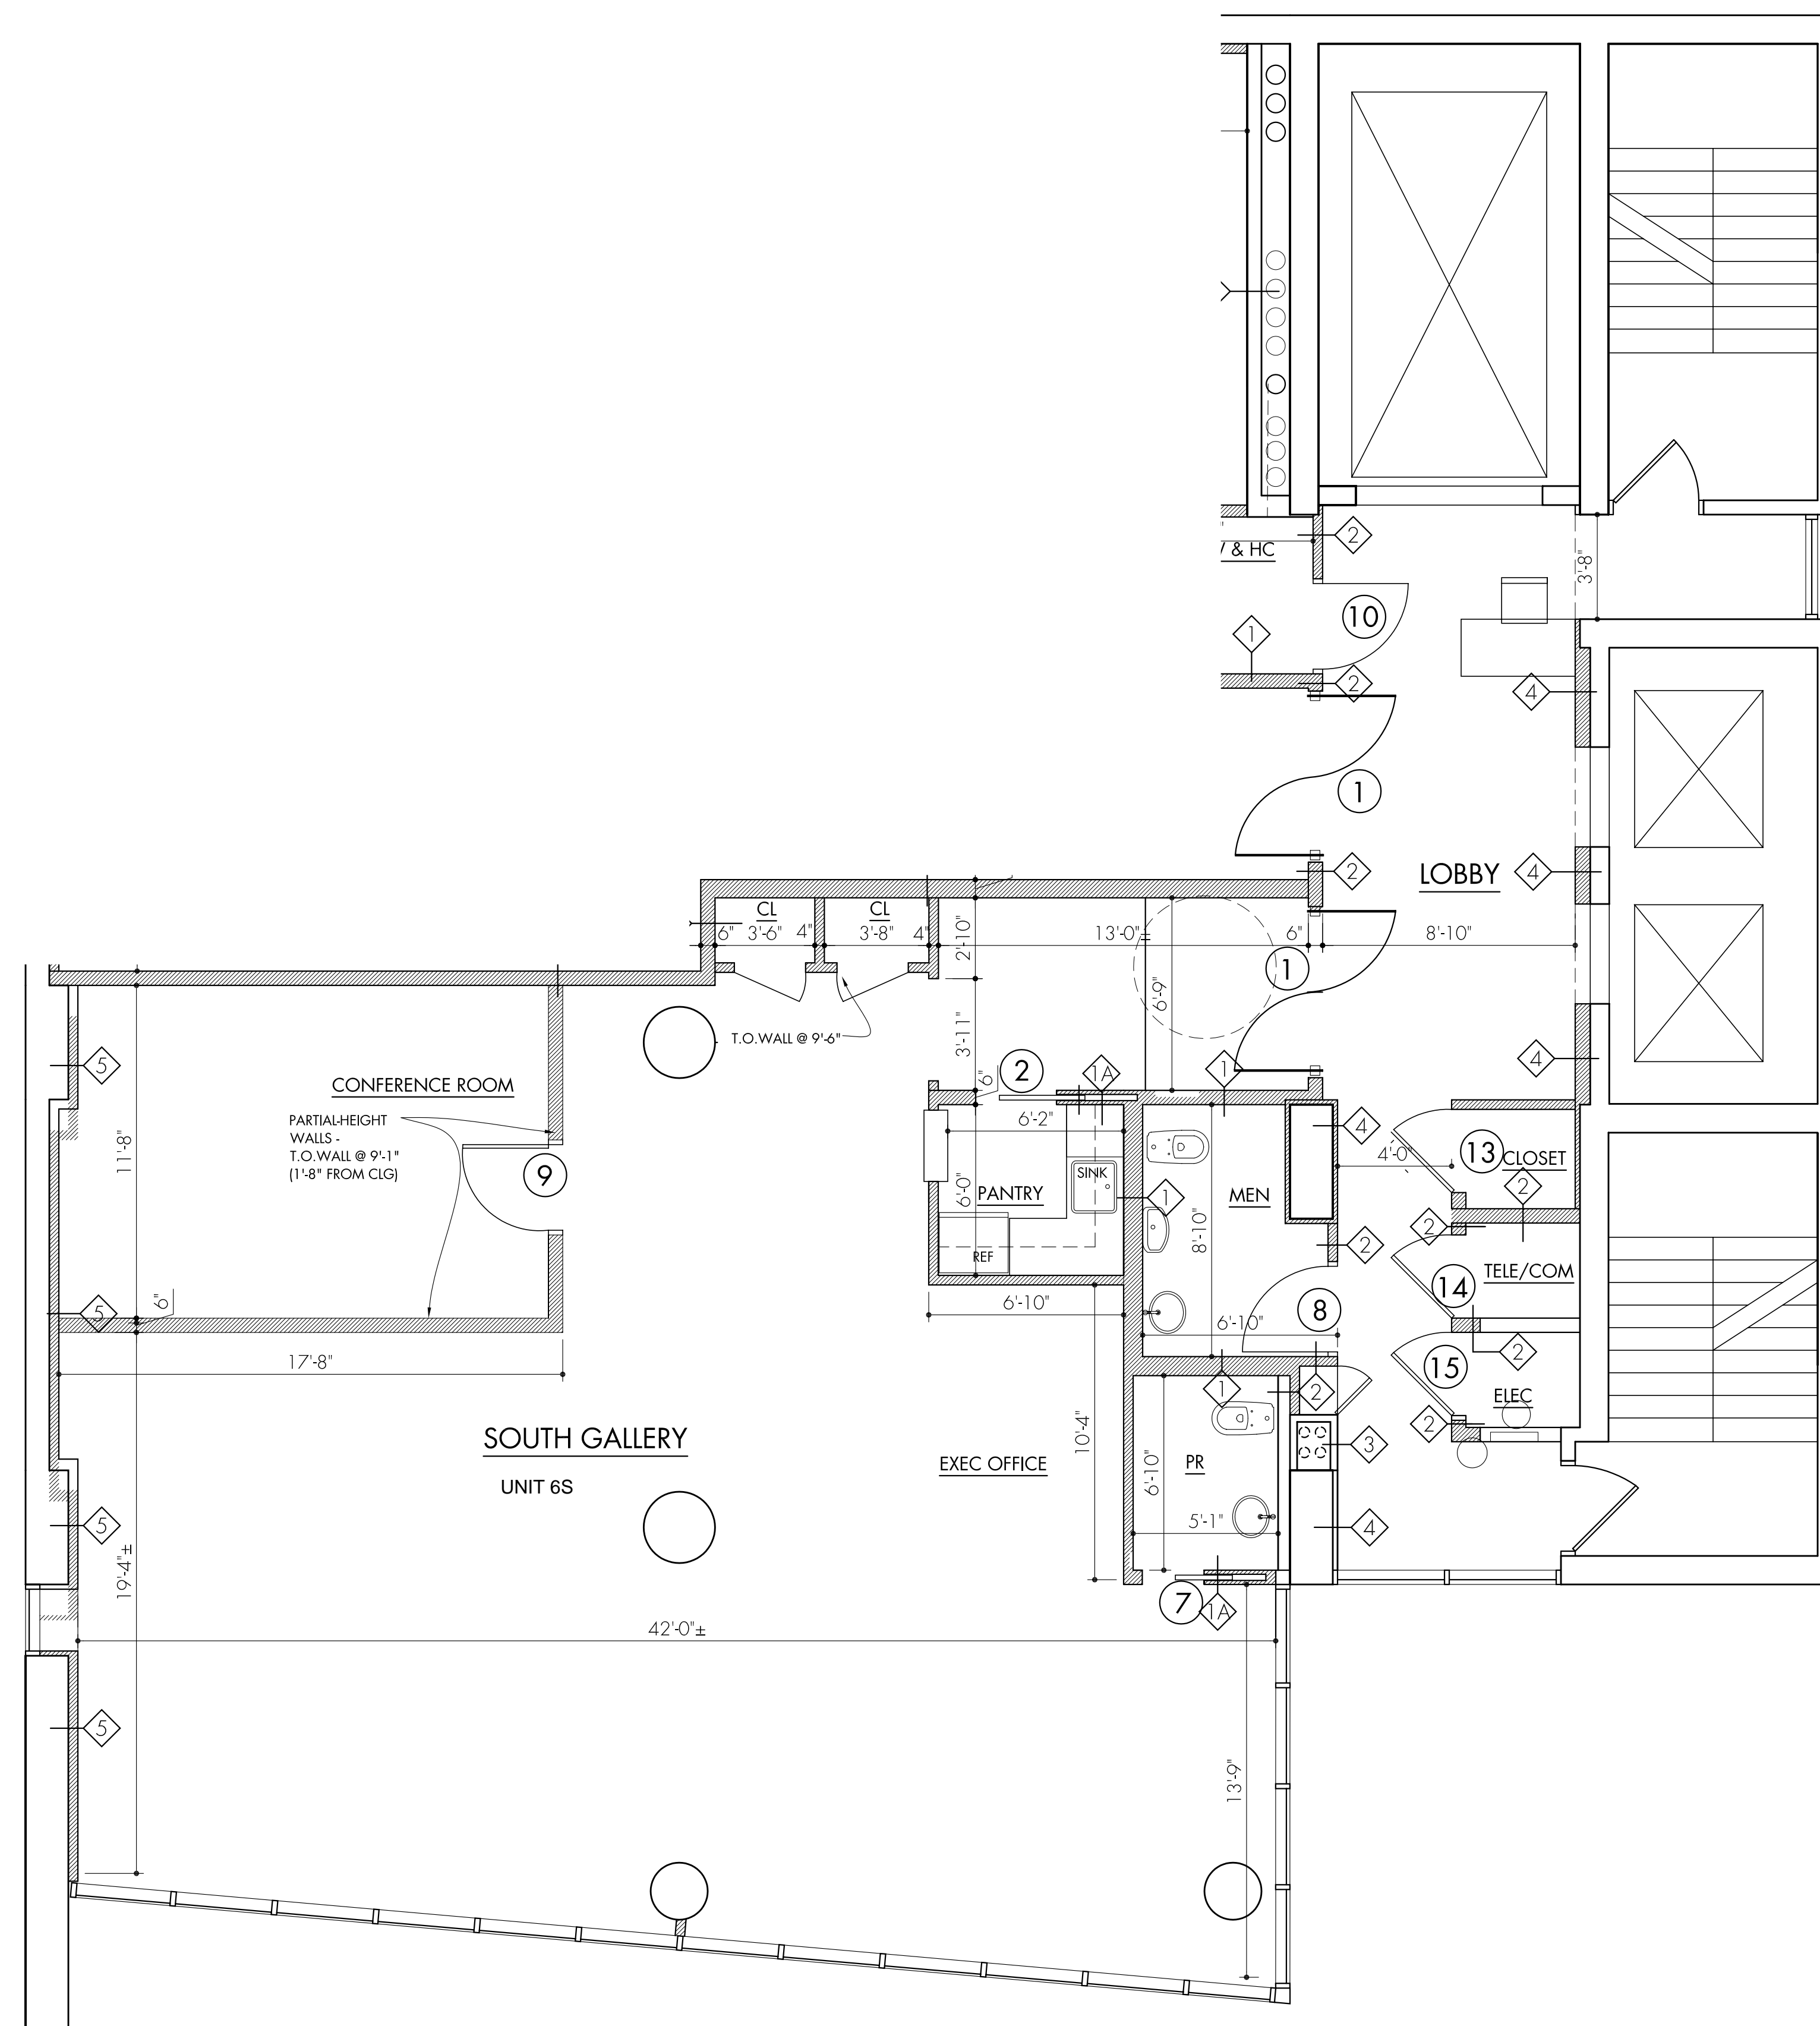 2
V & HC
3'-8"
10
1
2
4
1
2
LOBBY
4
CL
CL
6"
3'-6"
4"
3'-8"
4"
2'-10"
13'-0"±
6"
8'-10"
1
6'-9"
3'-11"
T.O.WALL @ 9'-6"
5
CONFERENCE ROOM
6"
2
1A
1
4
PARTIAL-HEIGHT
WALLS -
T.O.WALL @ 9'-1"
(1'-8" FROM CLG)
11'-8"
9
6'-2"
4
4'-0"
13
CLOSET
SINK
6'-0"
PANTRY
1
MEN
2
8'-10"
2
2
REF
14
TELE/COM
5
6"
6'-10"
8
6'-10"
2
17'-8"
15
1
2
ELEC
2
SOUTH GALLERY
10'-4"
3
EXEC OFFICE
PR
6'-10"
UNIT 6S
5
5'-1"
4
19'-4"±
7
1A
42'-0"±
5
13'-9"